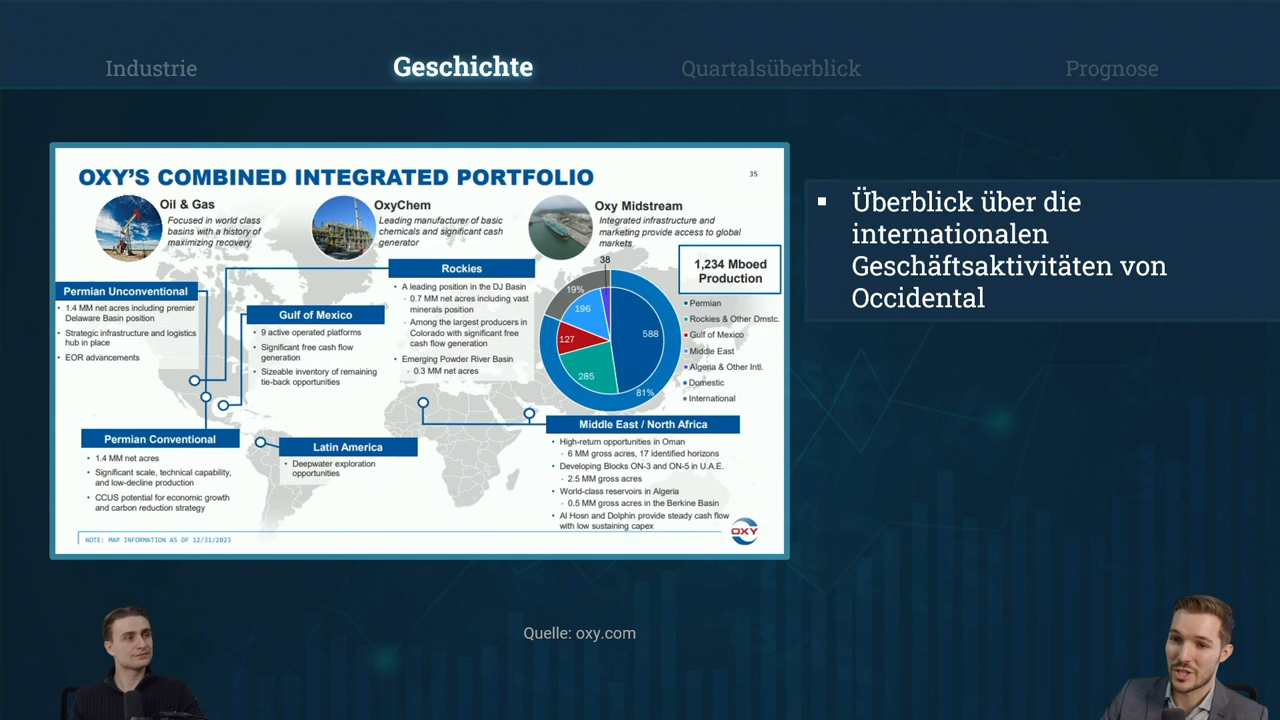 Industrie
Geschichte
Quartalsüberblick
Prognose
OXY'S COMBINED INTEGRATED PORTFOLIO
35
Oil & Gas
Focused in world class
basins with a history of
maximizing recovery
OxyChem
Leading manufacturer of basic
chemicals and significant cash
generator
Oxy Midstream
Integrated infrastructure and
marketing provide access to global
markets
Permian Unconventional
1.4 MM net acres including premier
Delaware Basin position
Strategic infrastructure and logistics
hub in place
EOR advancements
Gulf of Mexico
9 active operated platforms
Significant free cash flow
generation
Sizeable inventory of remaining
tie-back opportunities
Rockies
A leading position in the DJ Basin
- 0.7 MM net acres including vast
minerals position
- Among the largest producers in
Colorado with significant free
cash flow generation
Emerging Powder River Basin
- 0.3 MM net acres
38
19%
196
588
127
285
81%
1,234 Mboed
Production
Permian
Rockies & Other Dmstc.
Gulf of Mexico
Middle East
Algeria & Other Intl.
Domestic
International
Permian Conventional
1.4 MM net acres
Significant scale, technical capability,
and low-decline production
CCUS potential for economic growth
and carbon reduction strategy
Latin America
Deepwater exploration
opportunities
Middle East / North Africa
High-return opportunities in Oman
- 6 MM gross acres, 17 identified horizons
Developing Blocks ON-3 and ON-5 in U.A.E.
- 2.5 MM gross acres
World-class reservoirs in Algeria
- 0.5 MM gross acres in the Berkine Basin
Al Hosn and Dolphin provide steady cash flow
with low sustaining capex
NOTE: MAP INFORMATION AS OF 12/31/2023
OXY
Überblick über die
internationalen
Geschäftsaktivitäten von
Occidental
Quelle: oxy.com